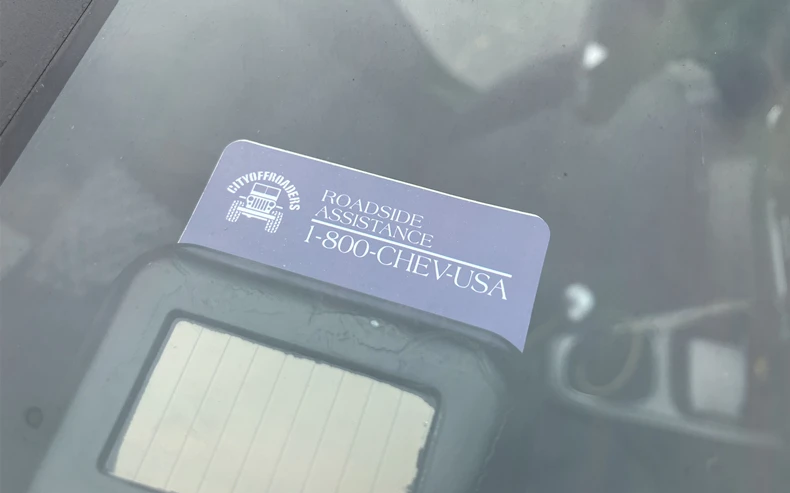 CITYOFFROADERS
ROADSIDE
ASSISTANCE
1-800-CHEV-USA